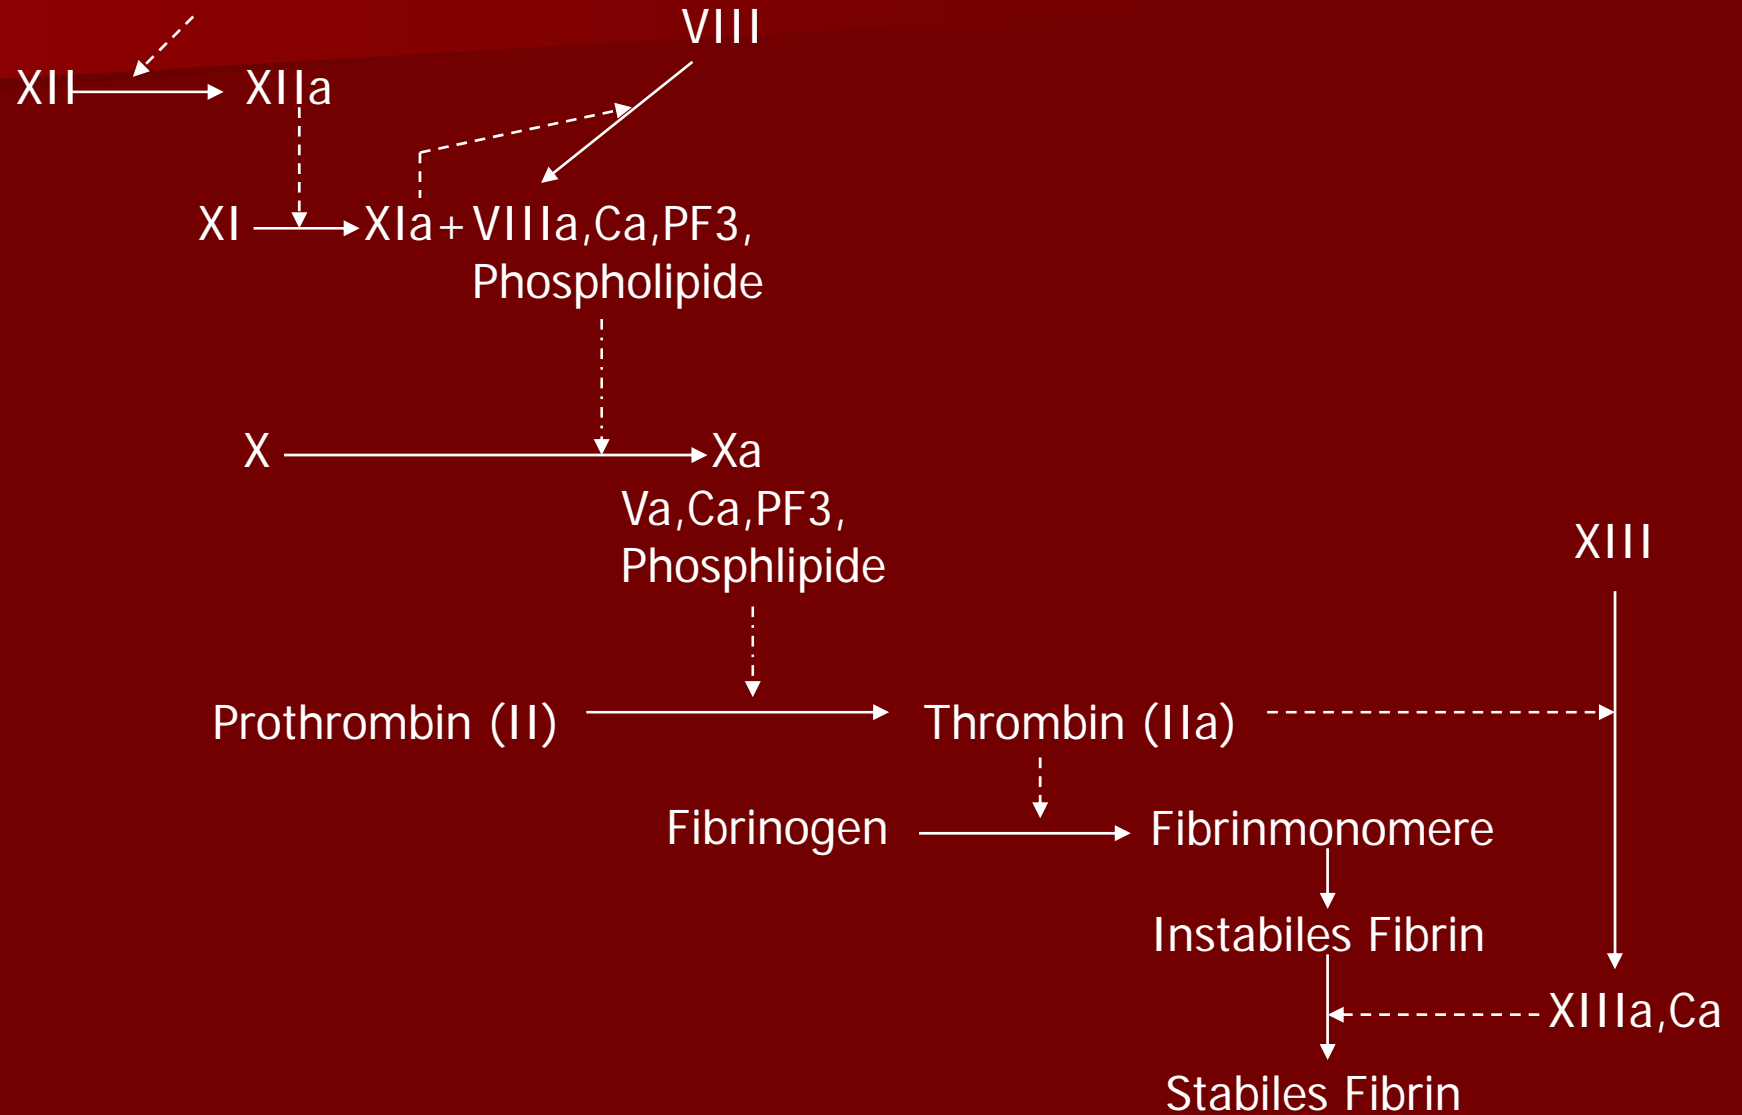 VIII
XII
XIIa
XI
XIa+VIIIa,Ca,PF3,
Phospholipide
X
Xa
Va,Ca,PF3,
Phosphlipide
XIII
Prothrombin (II)
Thrombin (IIa)
Fibrinogen
Fibrinmonomere
Instabiles Fibrin
XIIIa,Ca
Stabiles Fibrin